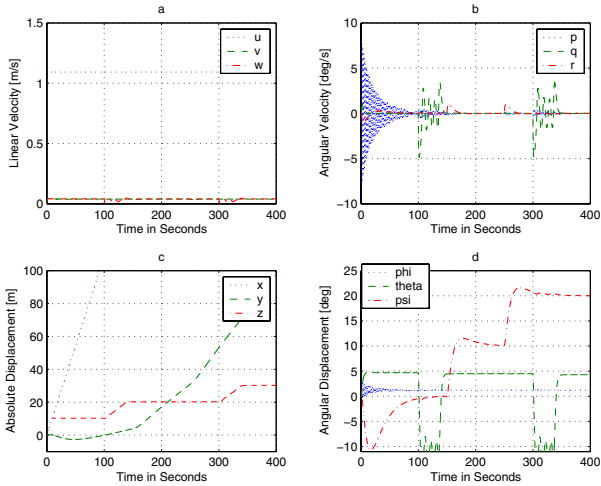 a
Linear Velocity [m/s]
1.5
1
0.5
0
u
v
w
0 100 200 300 400
Time in Seconds
b
Angular Velocity [deg/s]
10
5
0
−5
−10
p
q
r
0 100 200 300 400
Time in Seconds
c
Absolute Displacement [m]
100
80
60
40
20
0
x
y
z
0 100 200 300 400
Time in Seconds
d
Angular Displacement [deg]
25
20
15
10
5
0
−5
−10
phi
theta
psi
0 100 200 300 400
Time in Seconds